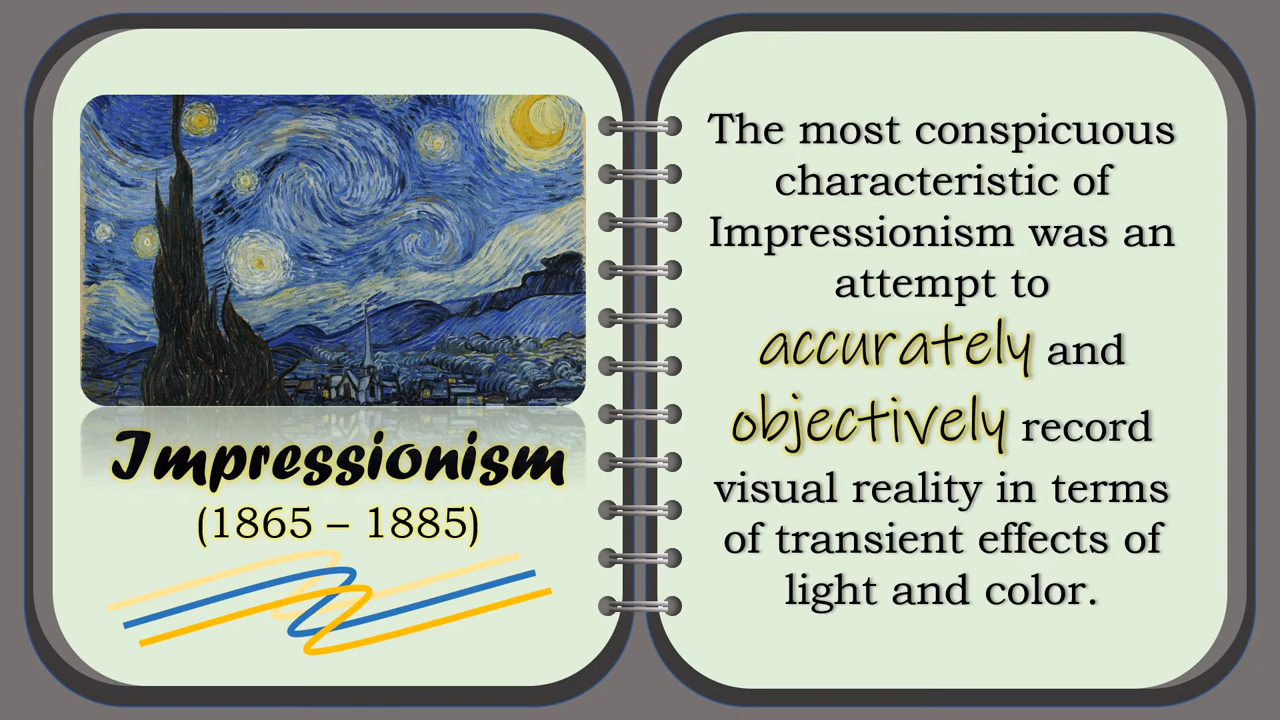 Impressionism
(1865 – 1885)
The most conspicuous
characteristic of
Impressionism was an
attempt to
accurately and
objectively record
visual reality in terms
of transient effects of
light and color.